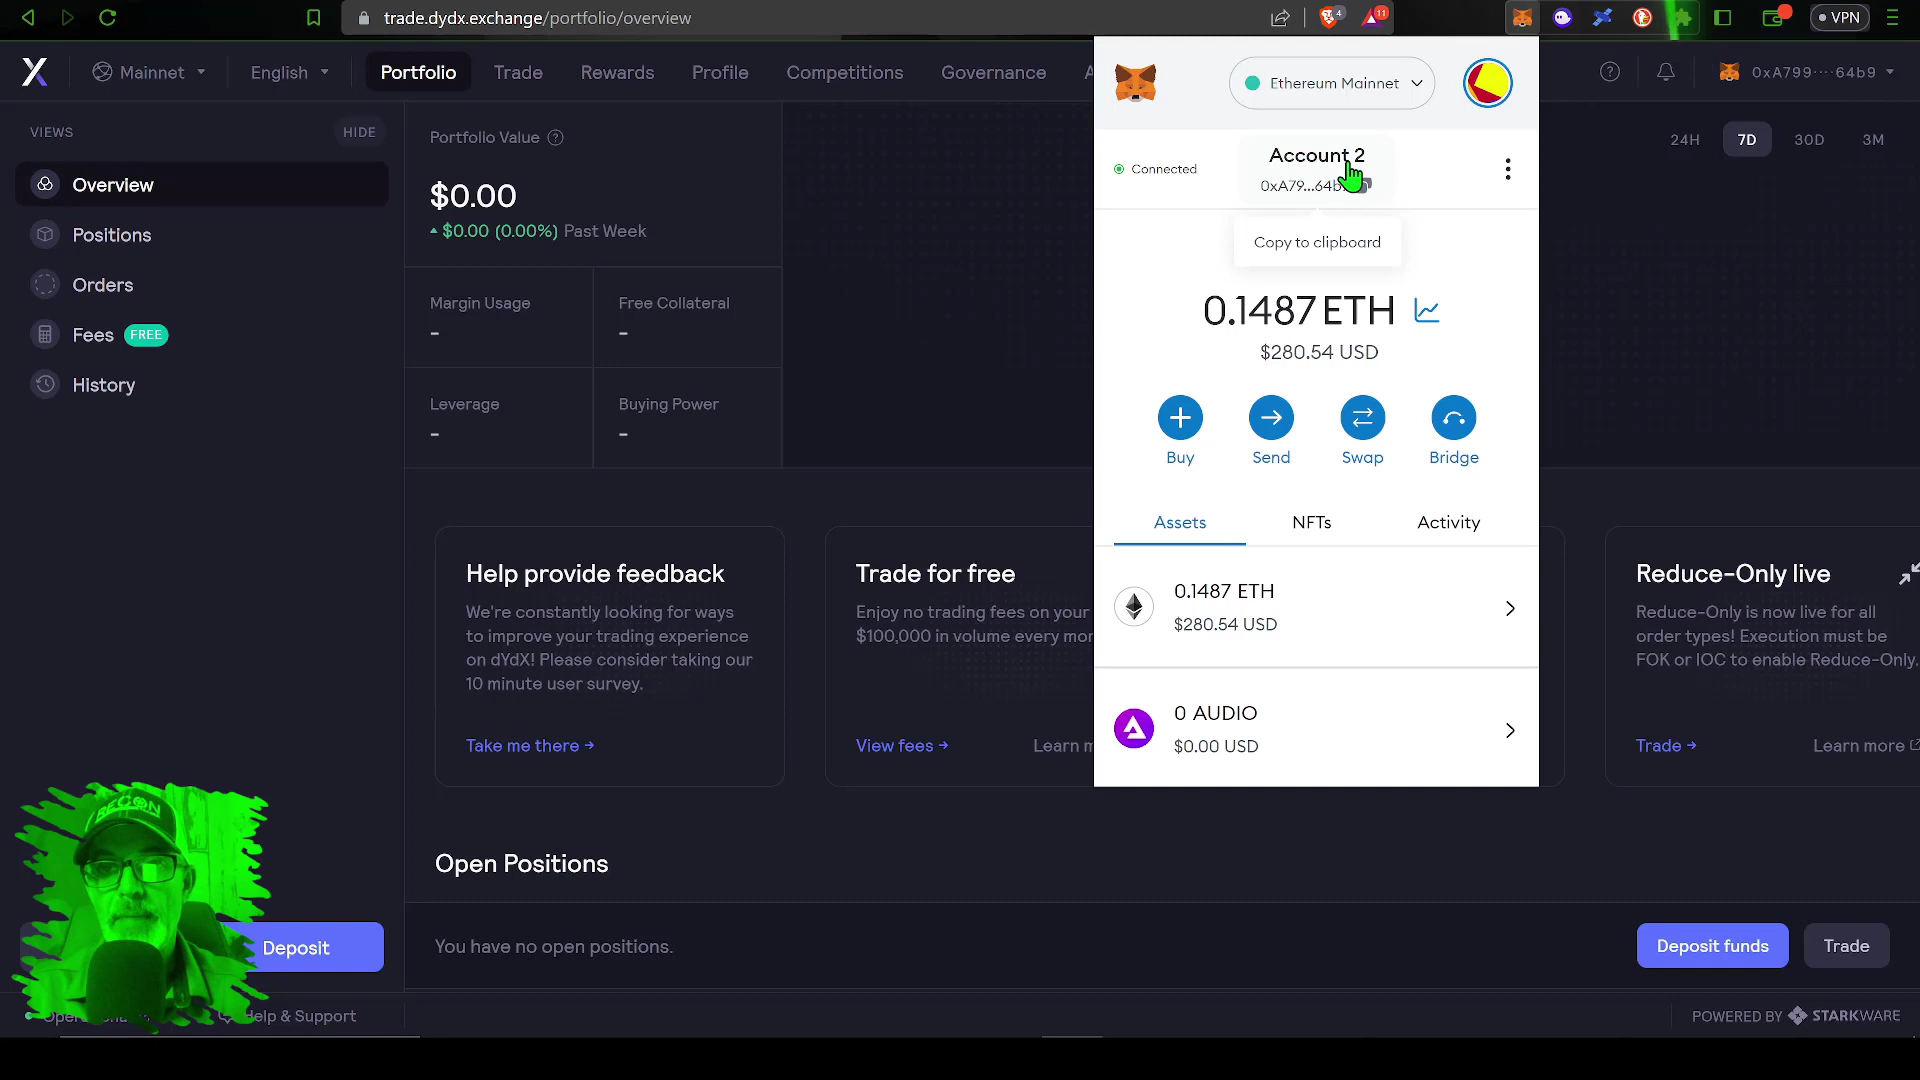 trade.dydx.exchange/portfolio/overview
4
11
VPN
Mainnet
English
Portfolio
Trade
Rewards
Profile
Competitions
Governance
A
0xA799····64b9
VIEWS
HIDE
Overview
Positions
Orders
Fees FREE
History
Portfolio Value
$0.00
$0.00 (0.00%) Past Week
Margin Usage
-
Free Collateral
-
Leverage
-
Buying Power
-
24H
7D
30D
3M
Ethereum Mainnet
Connected
Account 2
0xA79...64b
Copy to clipboard
0.1487 ETH
$280.54 USD
Buy
Send
Swap
Bridge
Assets
NFTs
Activity
0.1487 ETH
$280.54 USD
0 AUDIO
$0.00 USD
Help provide feedback
We're constantly looking for ways
to improve your trading experience
on dYdX! Please consider taking our
10 minute user survey.
Take me there →
Trade for free
Enjoy no trading fees on your
$100,000 in volume every mon
View fees →
Learn m
Reduce-Only live
Reduce-Only is now live for all
order types! Execution must be
FOK or IOC to enable Reduce-Only.
Trade →
Learn more
Open Positions
You have no open positions.
Deposit funds
Trade
BECON
Deposit
elp & Support
POWERED BY STARKWARE